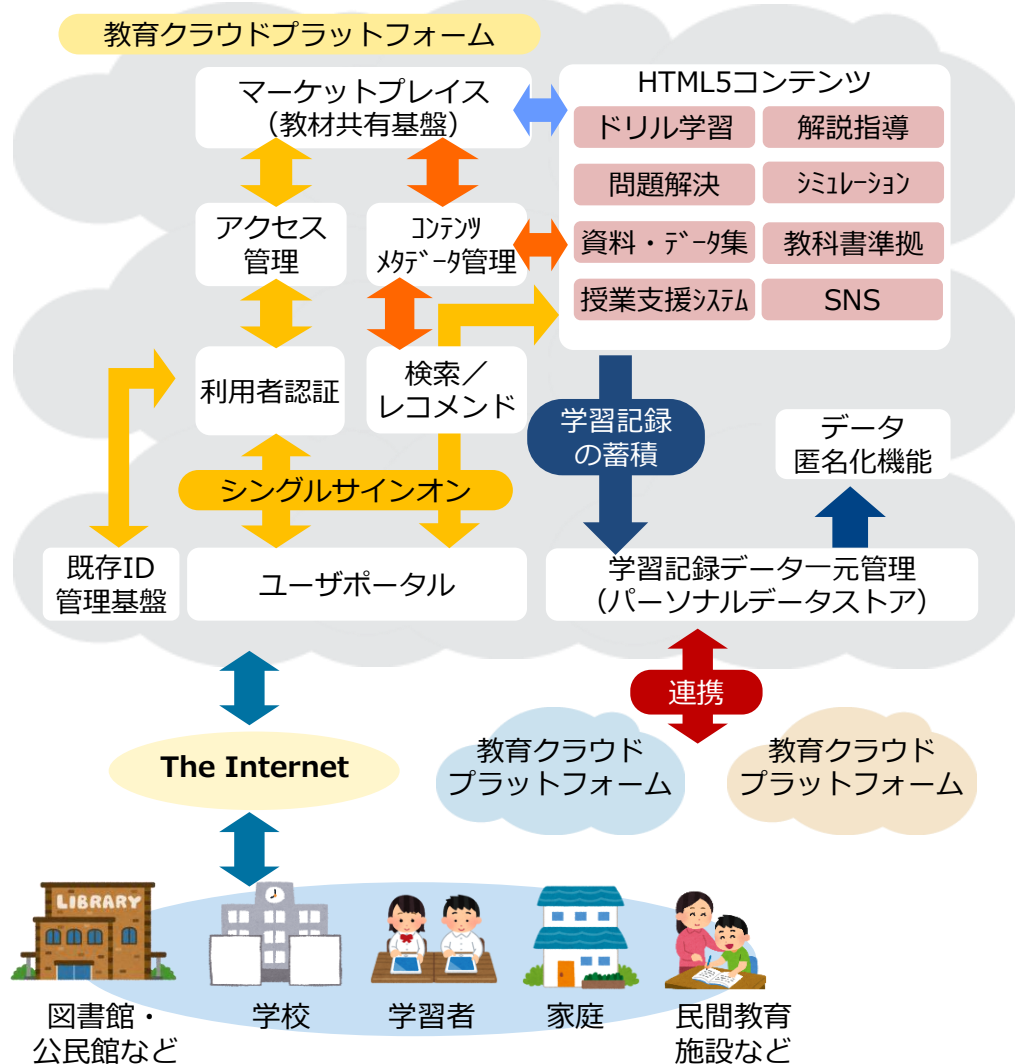 教育クラウドプラットフォーム
マーケットプレイス
（教材共有基盤）
HTML5コンテンツ
ドリル学習
解説指導
問題解決
ｼﾐｭﾚｰｼｮﾝ
資料・ﾃﾞｰﾀ集
教科書準拠
授業支援ｼｽﾃﾑ
SNS
アクセス
管理
ｺﾝﾃﾝﾂ
ﾒﾀﾃﾞｰﾀ管理
利用者認証
検索／
レコメンド
学習記録
の蓄積
データ
匿名化機能
シングルサインオン
既存ID
管理基盤
ユーザポータル
学習記録データ一元管理
（パーソナルデータストア）
連携
The Internet
教育クラウド
プラットフォーム
教育クラウド
プラットフォーム
LIBRARY
図書館・
公民館など
学校
学習者
家庭
民間教育
施設など